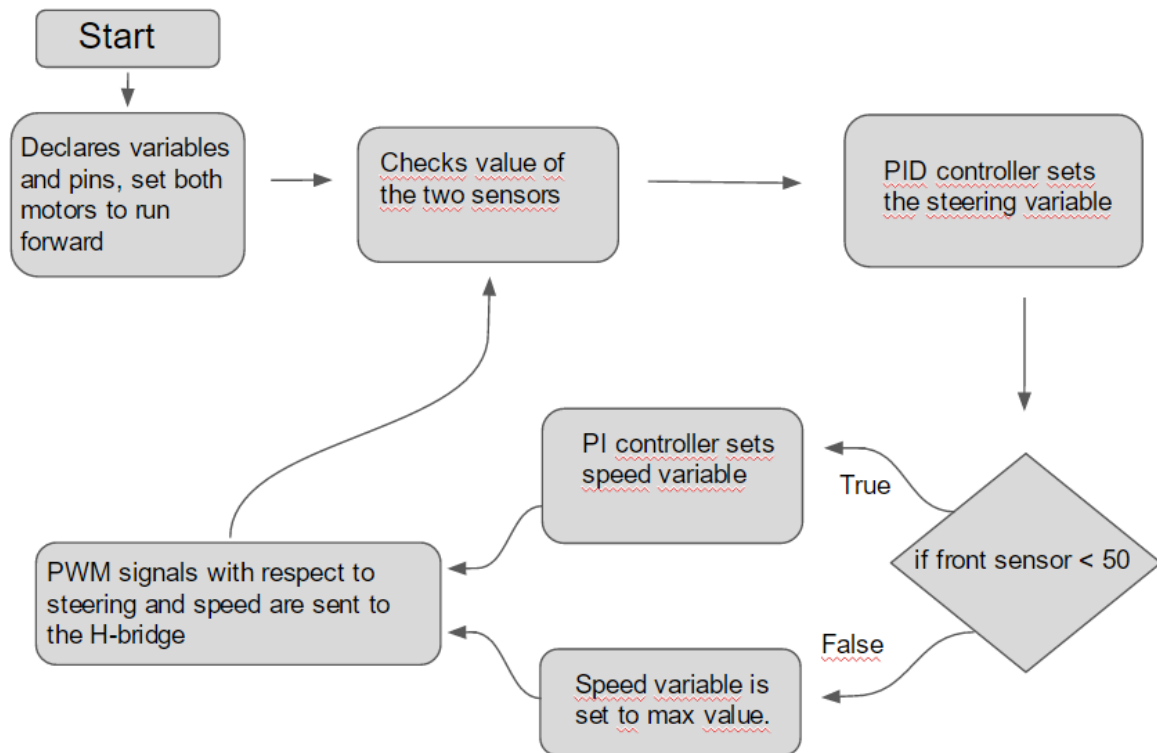 Start
Declares variables
and pins, set both
motors to run
forward
Checks value of
the two sensors
PID controller sets
the steering variable
if front sensor < 50
True
PI controller sets
speed variable
False
Speed variable is
set to max value.
PWM signals with respect to
steering and speed are sent to
the H-bridge